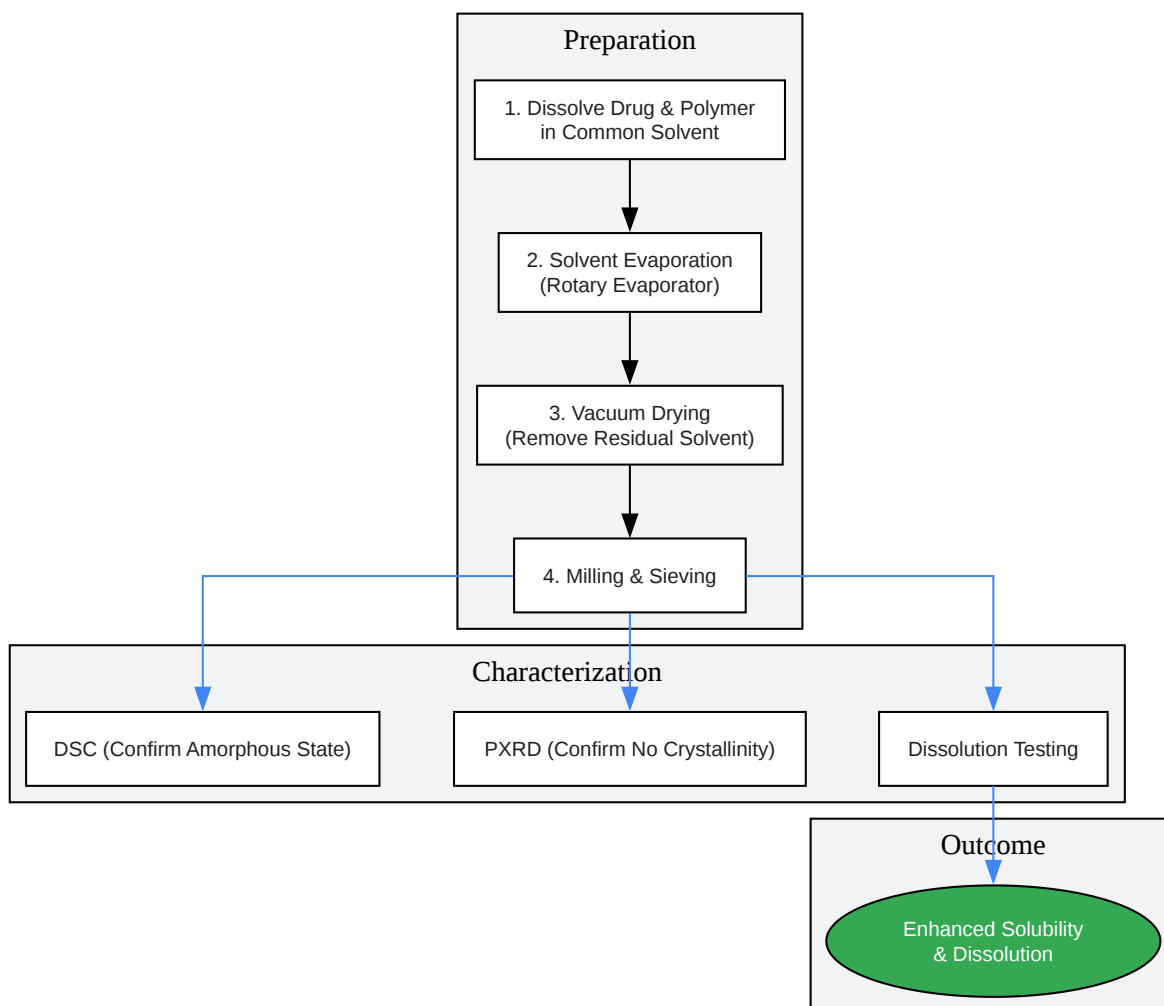 Preparation
1. Dissolve Drug & Polymer
in Common Solvent
2. Solvent Evaporation
(Rotary Evaporator)
3. Vacuum Drying
(Remove Residual Solvent)
4. Milling & Sieving
Characterization
DSC (Confirm Amorphous State)
PXRD (Confirm No Crystallinity)
Dissolution Testing
Outcome
Enhanced Solubility
& Dissolution